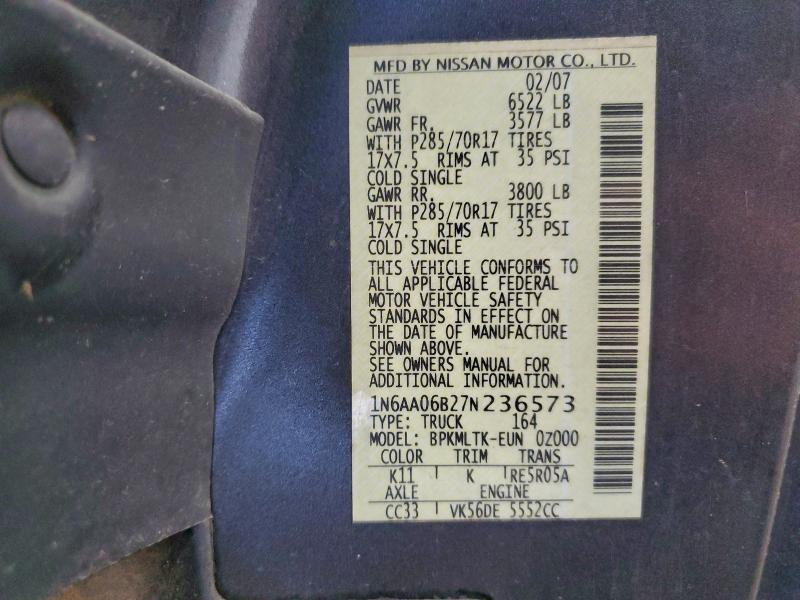 MFD BY NISSAN MOTOR CO., LTD.
DATE 02/07
GVWR 6522 LB
GAWR FR. 3577 LB
WITH P285/70R17 TIRES
17X7.5 RIMS AT 35 PSI
COLD SINGLE
GAWR RR. 3800 LB
WITH P285/70R17 TIRES
17X7.5 RIMS AT 35 PSI
COLD SINGLE
THIS VEHICLE CONFORMS TO
ALL APPLICABLE FEDERAL
MOTOR VEHICLE SAFETY
STANDARDS IN EFFECT ON
THE DATE OF MANUFACTURE
SHOWN ABOVE.
SEE OWNERS MANUAL FOR
ADDITIONAL INFORMATION.
1N6AA06B27N236573
TYPE: TRUCK 164
MODEL: BPKMLTK-EUN 0Z000
COLOR TRIM TRANS
K11 K RE5R05A
AXLE ENGINE
CC33 VK56DE 5552CC